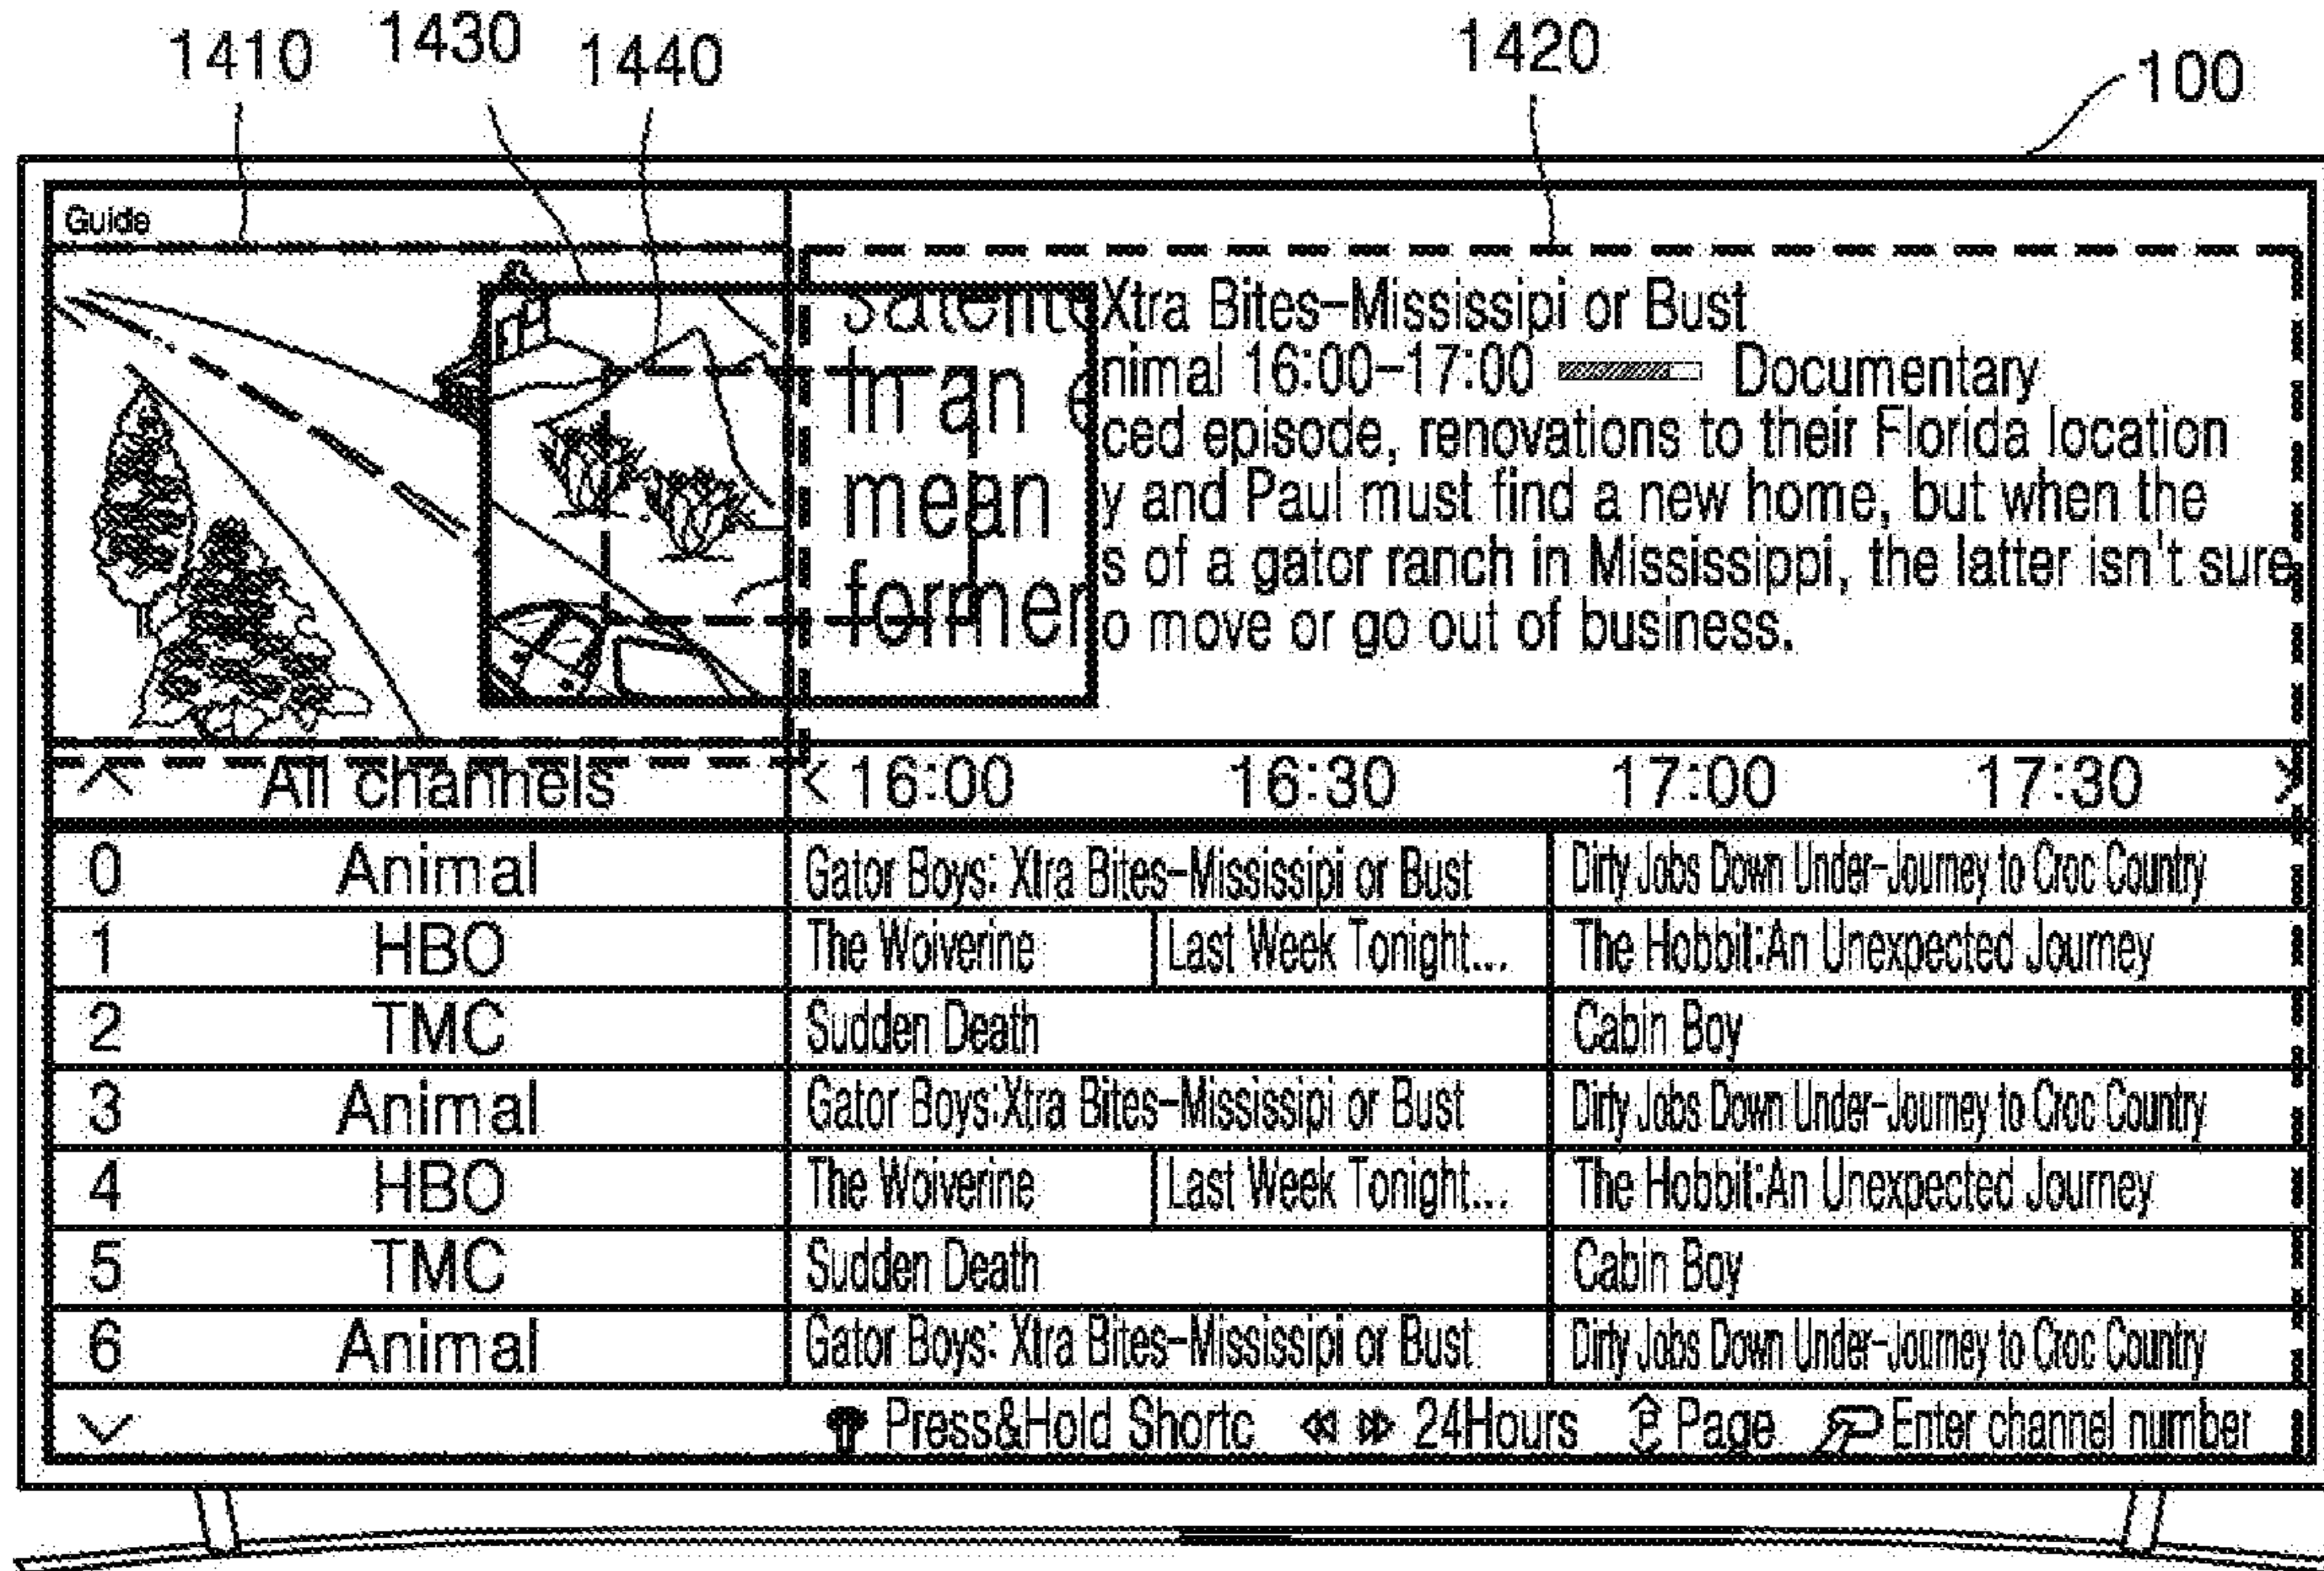 1410 1430 1440 1420 100
Guide
Xtra Bites-Mississipi or Bust
In an nimal 16:00-17:00 Documentary
ced episode, renovations to their Florida location
mean y and Paul must find a new home, but when the
s of a gator ranch in Mississippi, the latter isn't sure
former o move or go out of business.
All channels < 16:00 16:30 17:00 17:30 >
0 Animal Gator Boys: Xtra Bites-Mississipi or Bust Dirty Jobs Down Under-Journey to Croc Country
1 HBO The Woiverine Last Week Tonight... The Hobbit:An Unexpected Journey
2 TMC Sudden Death Cabin Boy
3 Animal Gator Boys:Xtra Bites-Mississipi or Bust Dirty Jobs Down Under-Journey to Croc Country
4 HBO The Woiverine Last Week Tonight... The Hobbit:An Unexpected Journey
5 TMC Sudden Death Cabin Boy
6 Animal Gator Boys: Xtra Bites-Mississipi or Bust Dirty Jobs Down Under-Journey to Croc Country
Press&Hold Shortc 24Hours Page Enter channel number